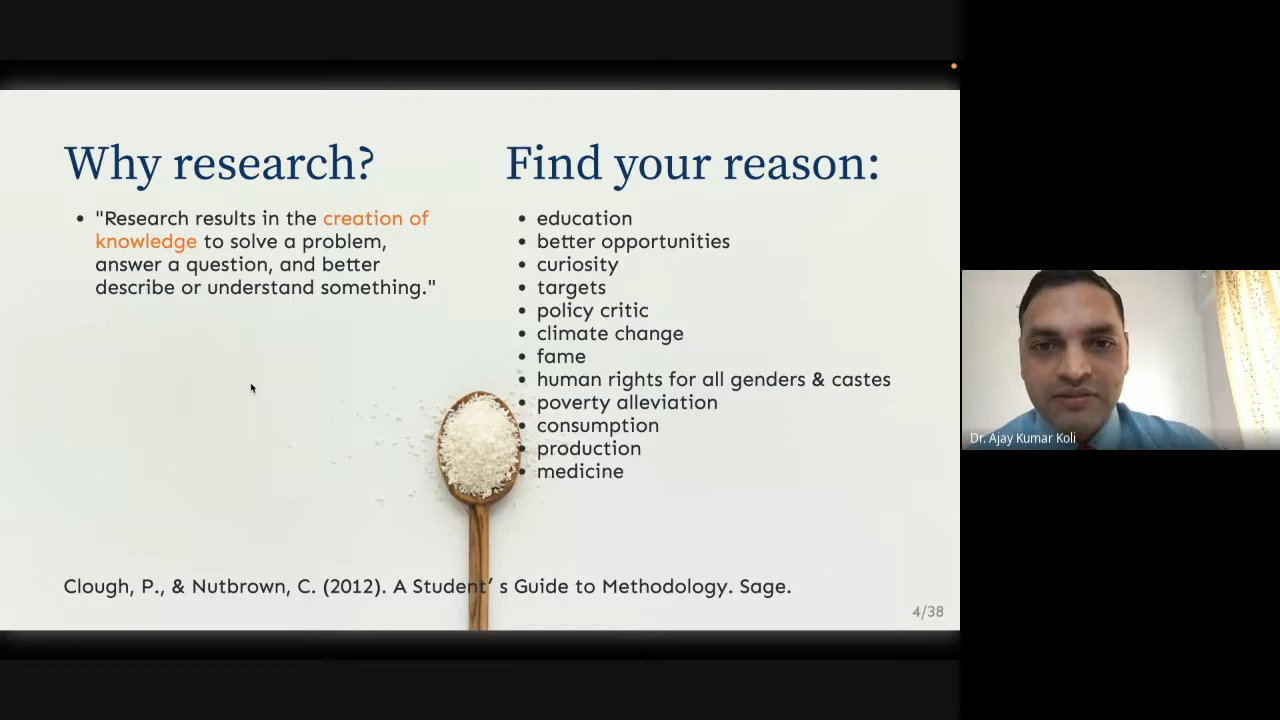 Why research?
• "Research results in the creation of
knowledge to solve a problem,
answer a question, and better
describe or understand something."
Find your reason:
• education
• better opportunities
• curiosity
• targets
• policy critic
• climate change
• fame
• human rights for all genders & castes
• poverty alleviation
• consumption
• production
• medicine
Clough, P., & Nutbrown, C. (2012). A Student’ s Guide to Methodology. Sage.
4/38
Dr. Ajay Kumar Koli